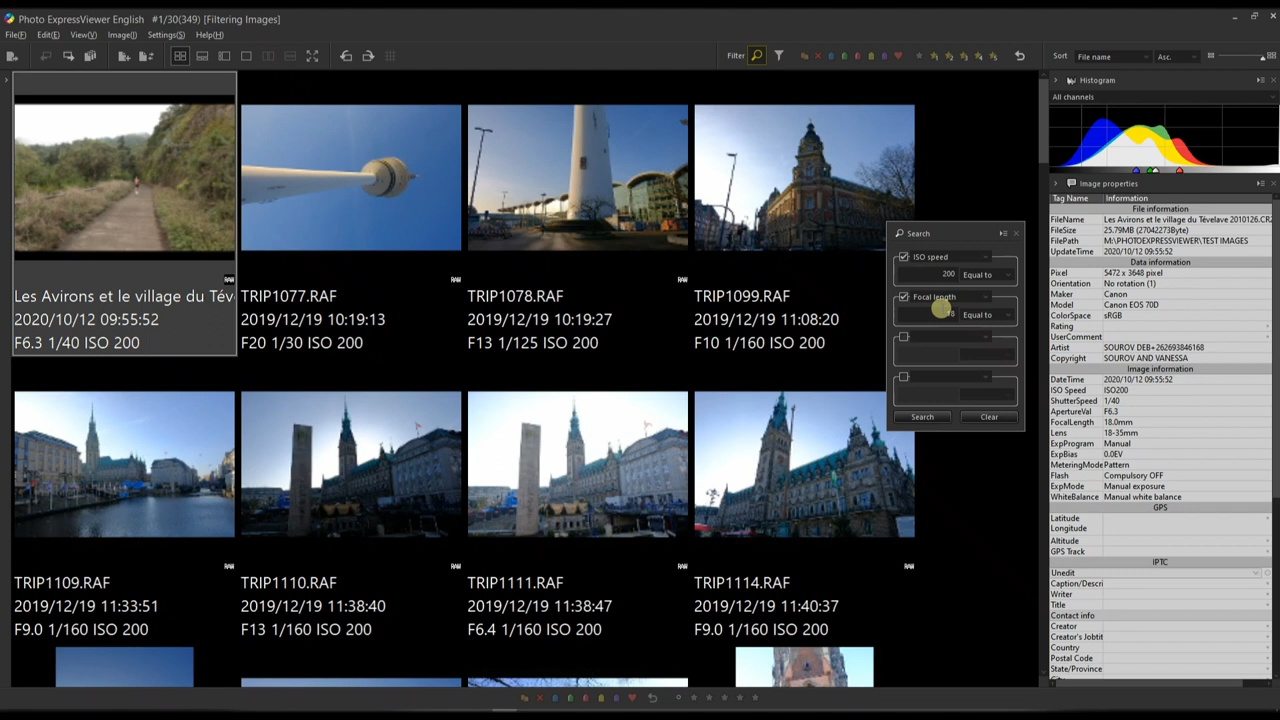 Photo ExpressViewer English #1/30(349) [Filtering Images]
File(F) Edit(E) View(V) Image(I) Settings(S) Help(H)
Filter
Sort File name Asc.
Histogram
All channels
Image properties
Tag Name Information
File information
FileName Les Avirons et le village du Tévelave 2010126.CR2
FileSize 25.79MB (27042273Byte)
FilePath M:\PHOTOEXPRESSVIEWER\TEST IMAGES
UpdateTime 2020/10/12 09:55:52
Data information
Pixel 5472 x 3648 pixel
Orientation No rotation (1)
Maker Canon
Model Canon EOS 70D
ColorSpace sRGB
Rating
UserComment
Artist SOUROV DEB+262693846168
Copyright SOUROV AND VANESSA
Image information
DateTime 2020/10/12 09:55:52
ISO Speed ISO200
ShutterSpeed 1/40
ApertureVal F6.3
FocalLength 18.0mm
Lens 18-35mm
ExpProgram Manual
ExpBias 0.0EV
MeteringMode Pattern
Flash Compulsory OFF
ExpMode Manual exposure
WhiteBalance Manual white balance
GPS
Latitude
Longitude
Altitude
GPS Track
IPTC
Unedit
Caption/Descri
Writer
Title
Contact info
Creator
Creator's Jobtit
Country
Postal Code
State/Province
Search
ISO speed
200 Equal to
Focal length
18 Equal to
Search Clear
RAW
Les Avirons et le village du Tév
2020/10/12 09:55:52
F6.3 1/40 ISO 200
RAW
TRIP1077.RAF
2019/12/19 10:19:13
F20 1/30 ISO 200
RAW
TRIP1078.RAF
2019/12/19 10:19:27
F13 1/125 ISO 200
TRIP1099.RAF
2019/12/19 11:08:20
F10 1/160 ISO 200
RAW
TRIP1109.RAF
2019/12/19 11:33:51
F9.0 1/160 ISO 200
RAW
TRIP1110.RAF
2019/12/19 11:38:40
F13 1/160 ISO 200
RAW
TRIP1111.RAF
2019/12/19 11:38:47
F6.4 1/160 ISO 200
RAW
TRIP1114.RAF
2019/12/19 11:40:37
F9.0 1/160 ISO 200